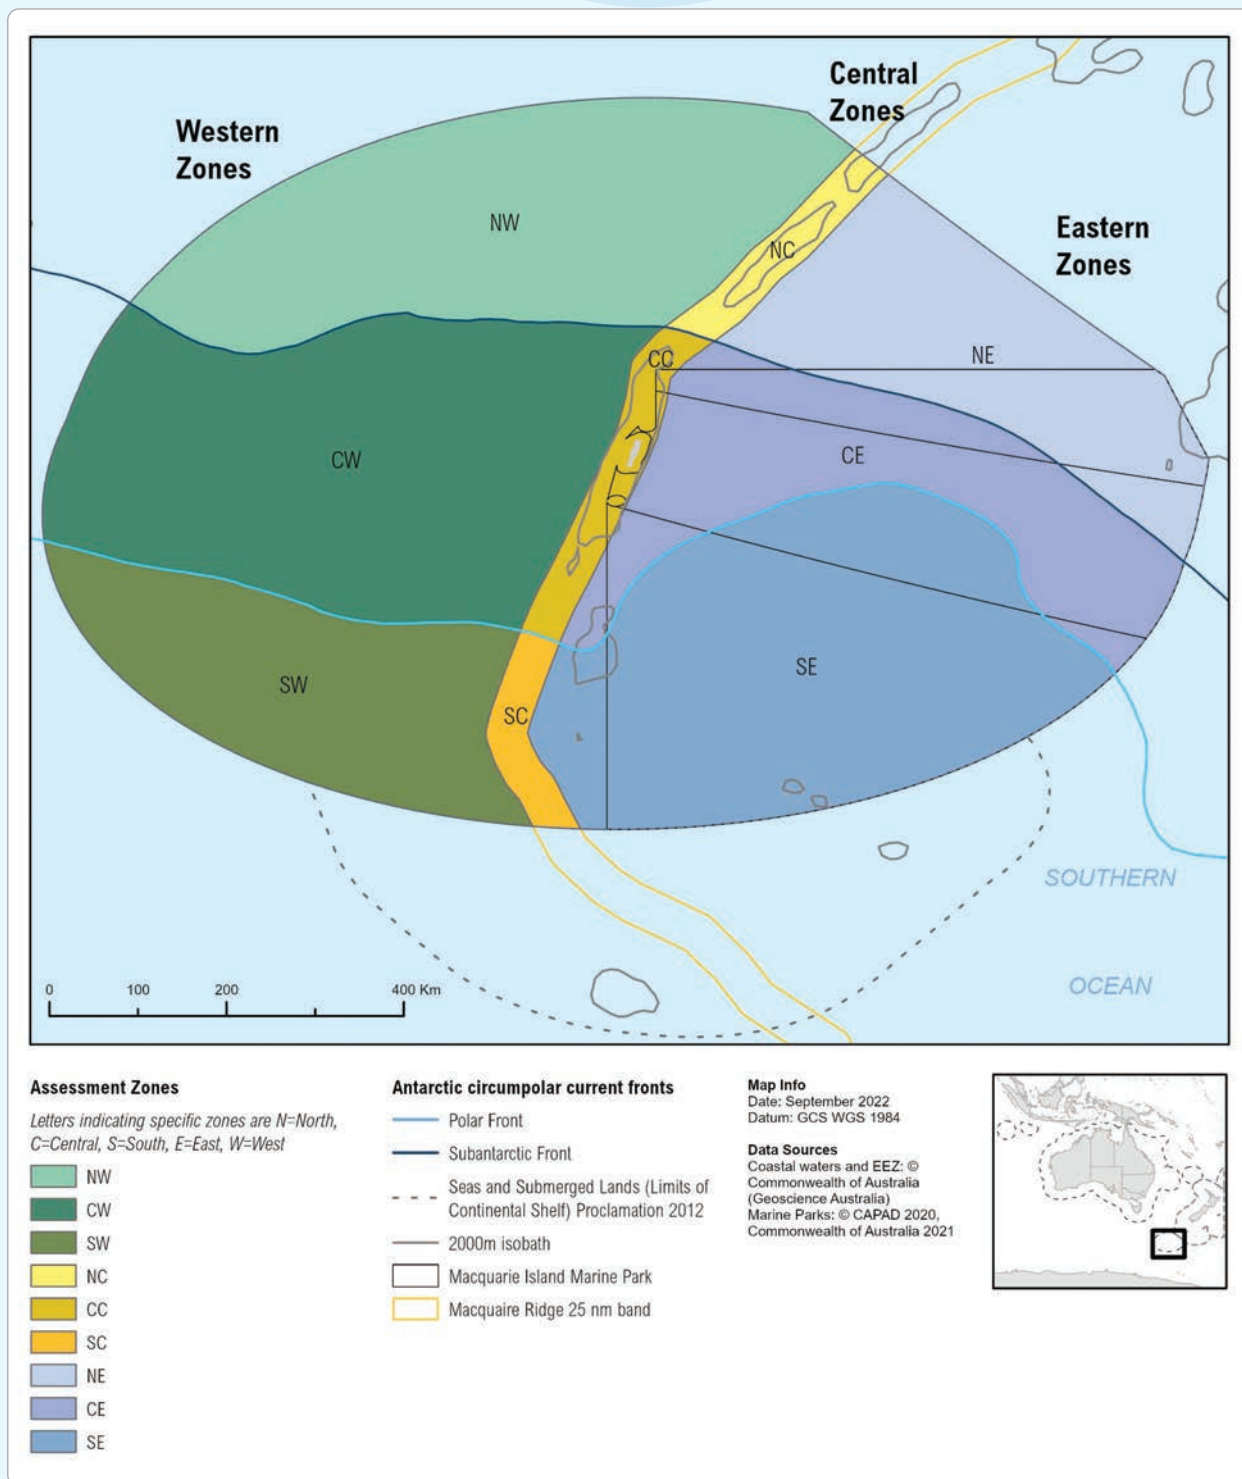 Western
Zones
Central
Zones
Eastern
Zones
NW
NC
NE
CC
CW
CE
SW
SE
SC
SOUTHERN
OCEAN
0 100 200 400 Km
Assessment Zones
Letters indicating specific zones are N=North,
C=Central, S=South, E=East, W=West
NW
CW
SW
NC
CC
SC
NE
CE
SE
Antarctic circumpolar current fronts
Polar Front
Subantarctic Front
Seas and Submerged Lands (Limits of
Continental Shelf) Proclamation 2012
2000m isobath
Macquarie Island Marine Park
Macquaire Ridge 25 nm band
Map Info
Date: September 2022
Datum: GCS WGS 1984
Data Sources
Coastal waters and EEZ: ©
Commonwealth of Australia
(Geoscience Australia)
Marine Parks: © CAPAD 2020,
Commonwealth of Australia 2021